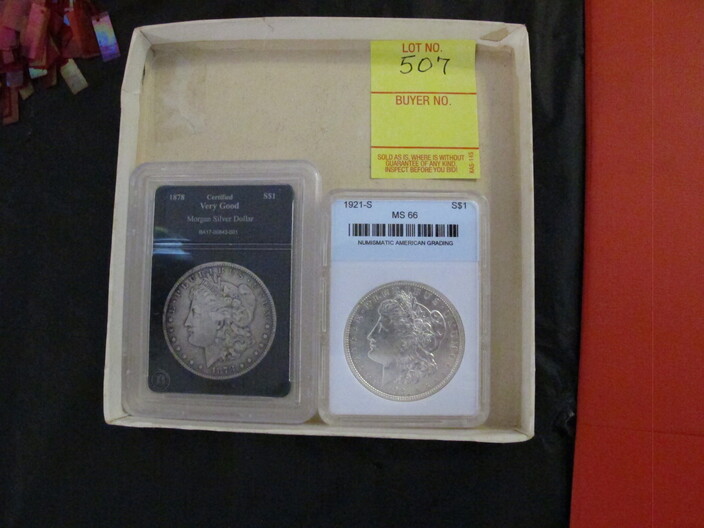 LOT NO.
507
BUYER NO.
SOLD AS IS, WHERE IS WITHOUT
GUARANTEE OF ANY KIND.
INSPECT BEFORE YOU BID!
1878 Certified S$1
Very Good
Morgan Silver Dollar
1921-S S$1
MS 66
NUMISMATIC AMERICAN GRADING